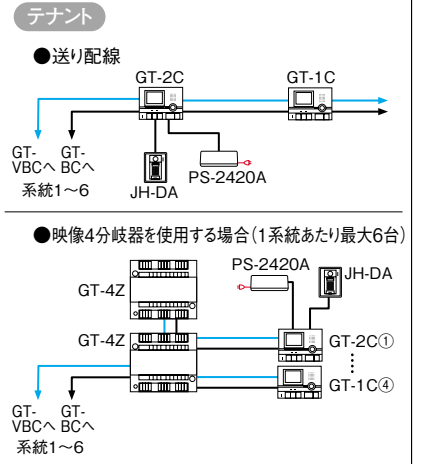 テナント
●送り配線
GT-2C
GT-1C
GT-
VBCへ
GT-
BCへ
系統1～6
JH-DA
PS-2420A
●映像4分岐器を使用する場合(1系統あたり最大6台)
PS-2420A
JH-DA
GT-4Z
GT-4Z
GT-2C①
GT-1C④
GT-
VBCへ
GT-
BCへ
系統1～6